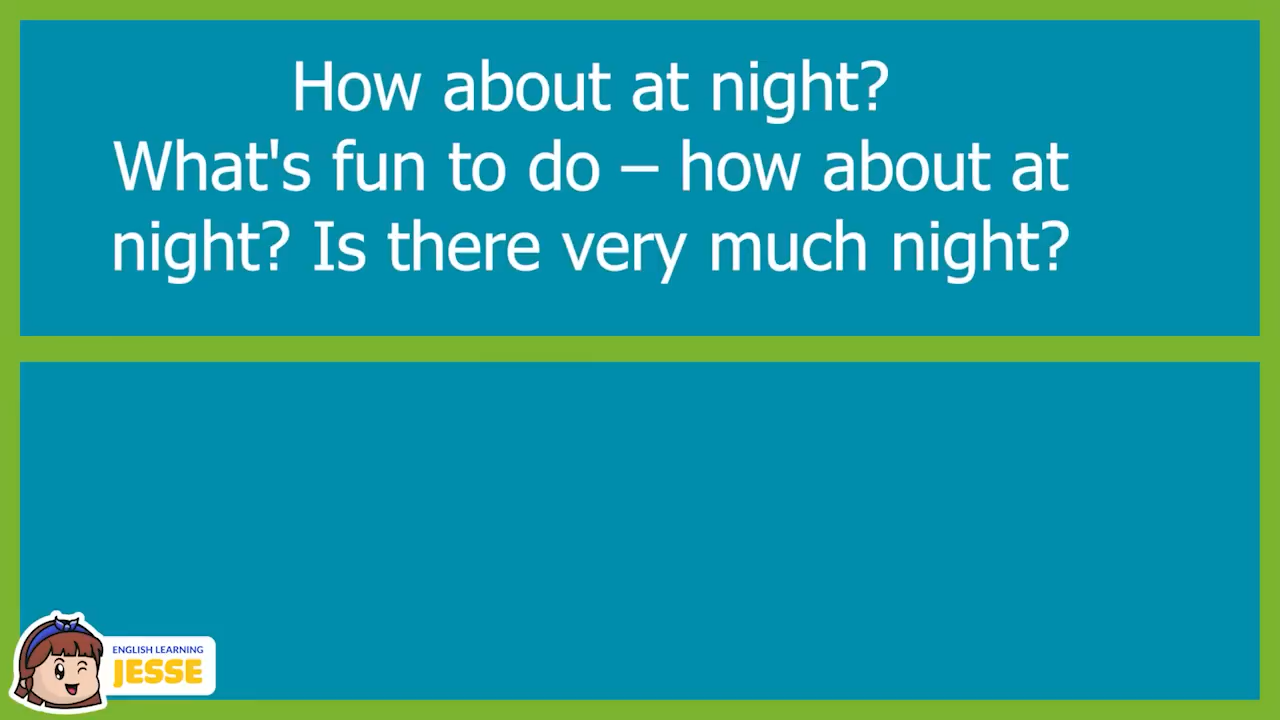 How about at night?
What's fun to do – how about at
night? Is there very much night?
ENGLISH LEARNING
JESSE